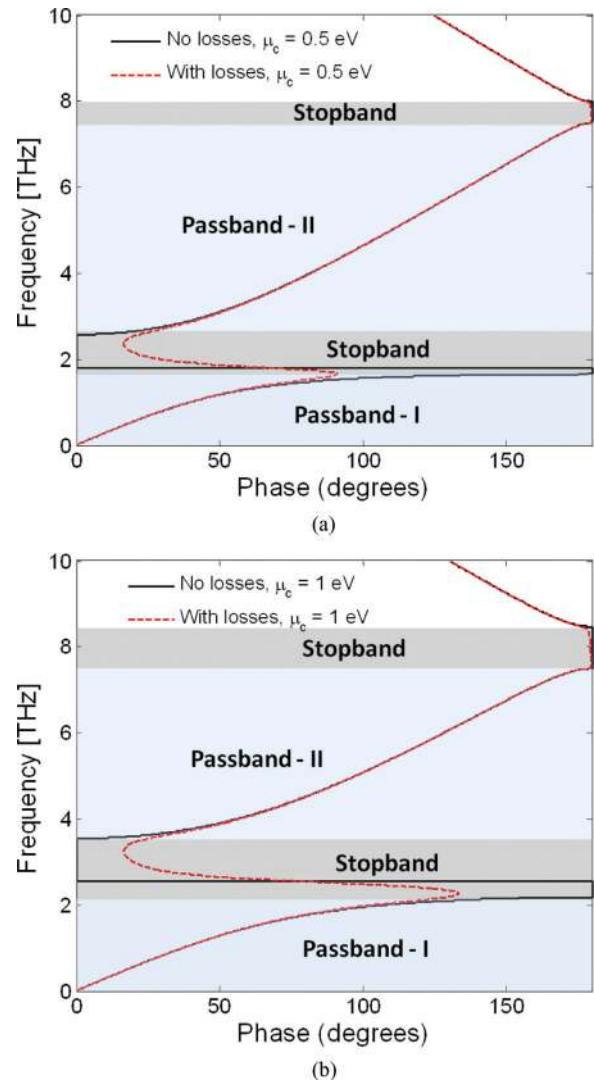 10
No losses, μc = 0.5 eV
With losses, μc = 0.5 eV
8
Stopband
6
Passband - II
4
Stopband
2
Passband - I
0
0 50 100 150
Frequency [THz]
Phase (degrees)
(a)
10
No losses, μc = 1 eV
With losses, μc = 1 eV
8
Stopband
6
Passband - II
4
Stopband
2
Passband - I
0
0 50 100 150
Frequency [THz]
Phase (degrees)
(b)